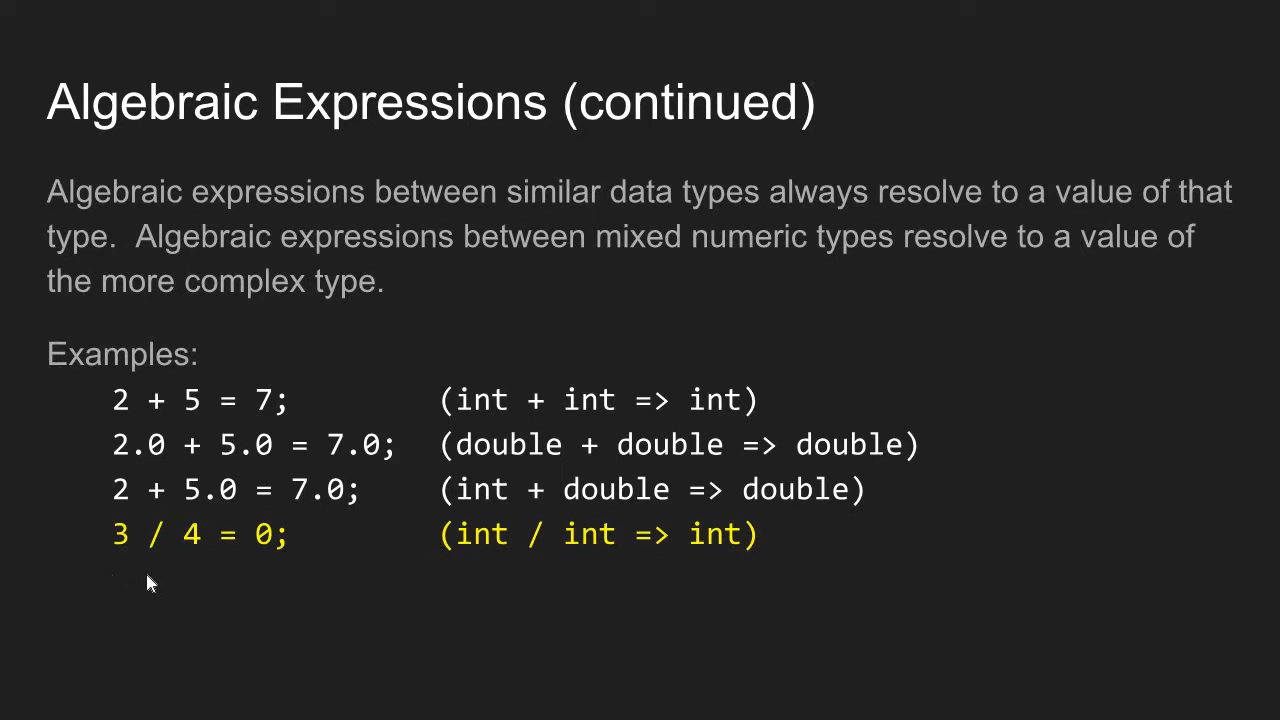 Algebraic Expressions (continued)
Algebraic expressions between similar data types always resolve to a value of that
type.  Algebraic expressions between mixed numeric types resolve to a value of
the more complex type.
Examples:
2 + 5 = 7; (int + int => int)
2.0 + 5.0 = 7.0; (double + double => double)
2 + 5.0 = 7.0; (int + double => double)
3 / 4 = 0; (int / int => int)